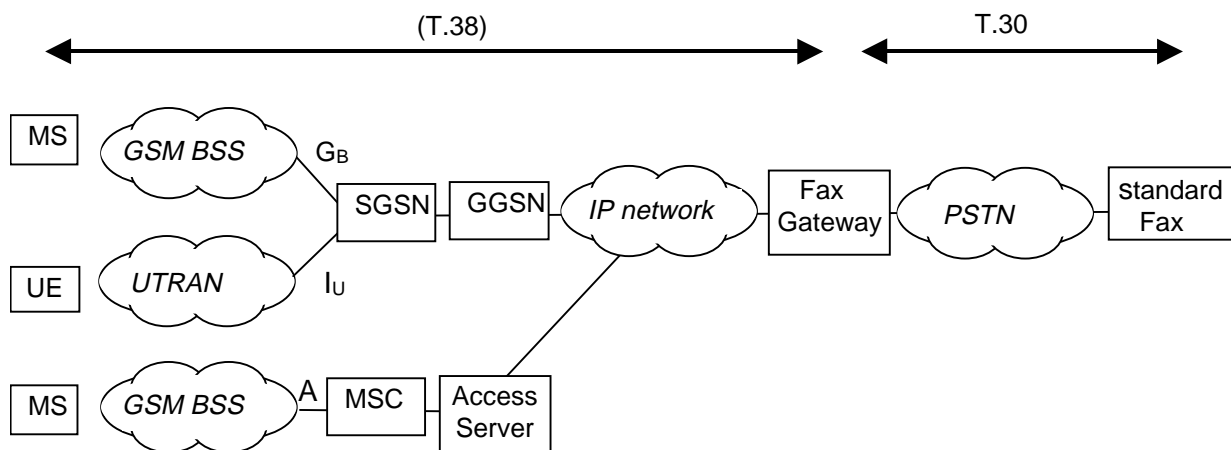 (T.38)
T.30
MS
GSM BSS
GB
SGSN
GGSN
IP network
Fax
Gateway
PSTN
standard
Fax
UE
UTRAN
IU
MS
GSM BSS
A
MSC
Access
Server